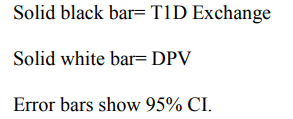 Solid black bar= T1D Exchange
Solid white bar= DPV
Error bars show 95% CI.